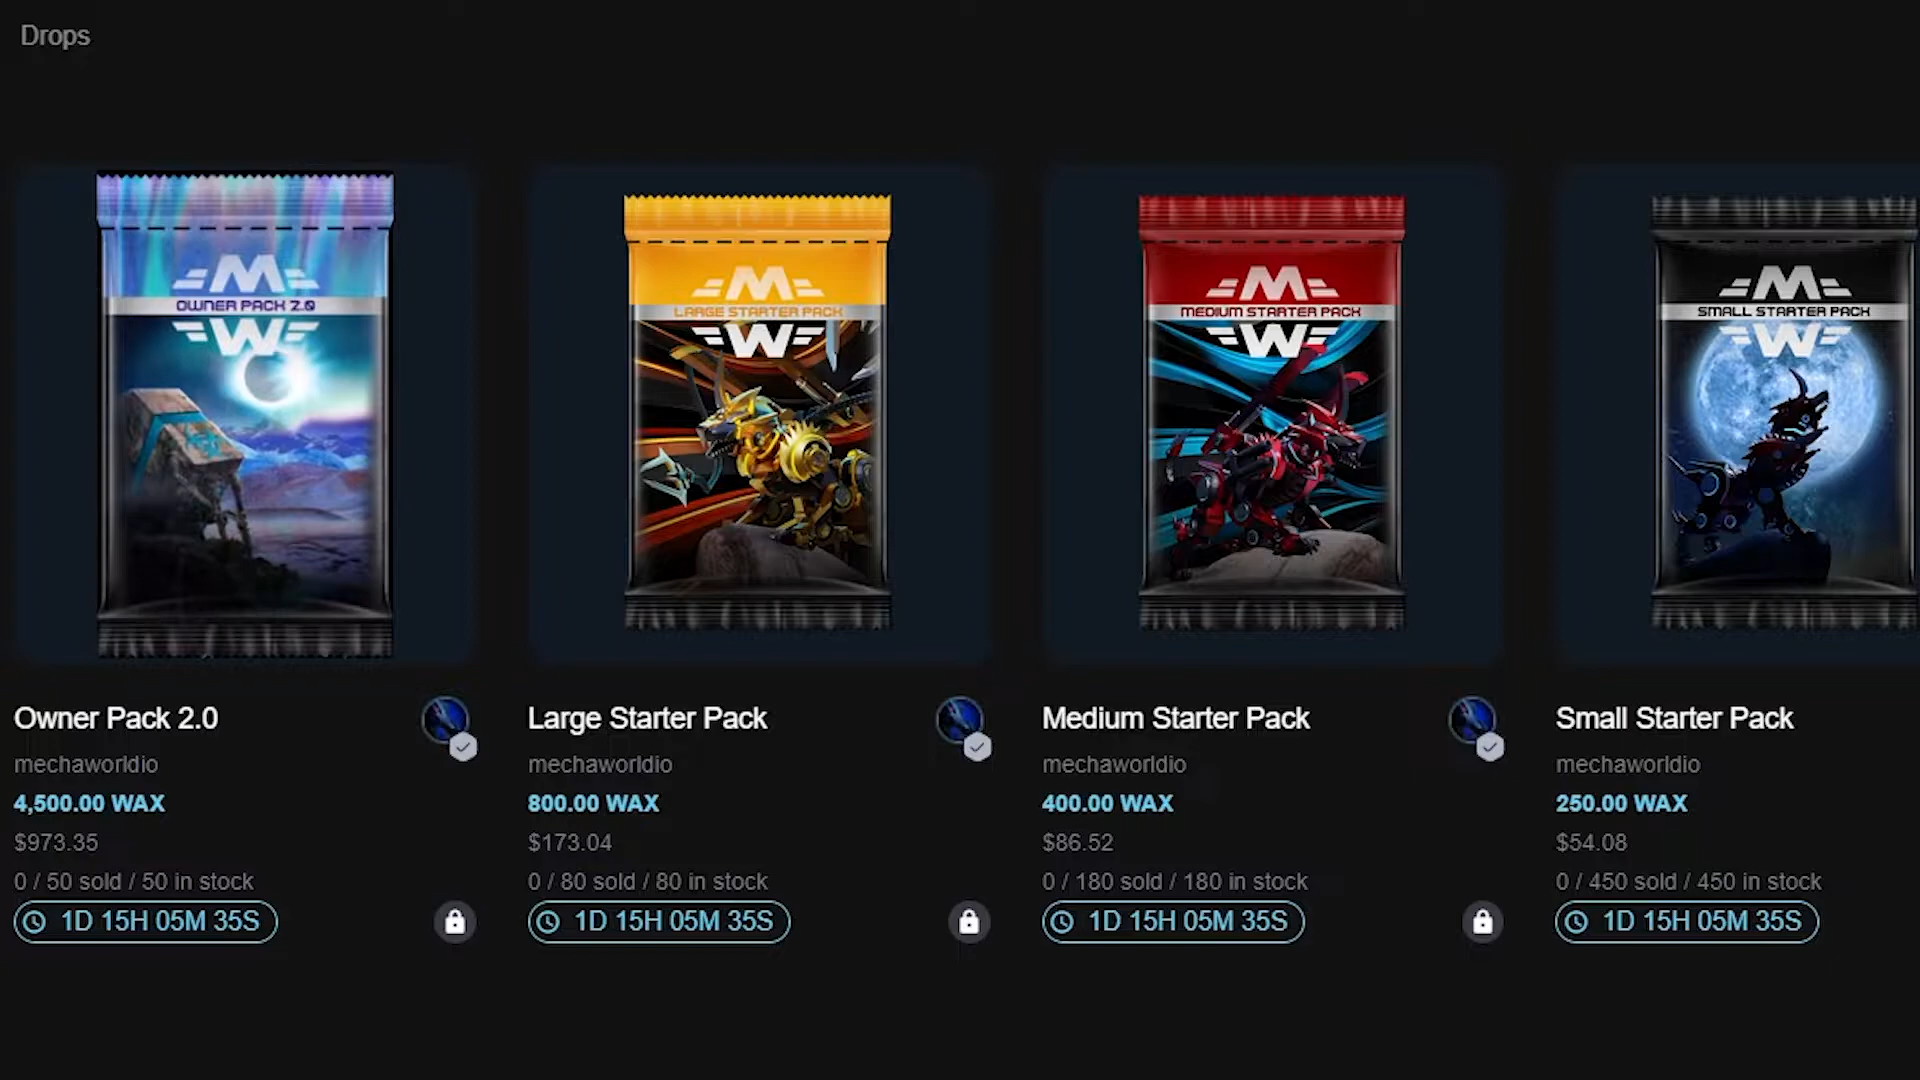 Drops
M
OWNER PACK 2.0
W
M
LARGE STARTER PACK
W
M
MEDIUM STARTER PACK
W
M
SMALL STARTER PACK
W
Owner Pack 2.0
mechaworldio
4,500.00 WAX
$973.35
0 / 50 sold / 50 in stock
1D 15H 05M 35S
Large Starter Pack
mechaworldio
800.00 WAX
$173.04
0 / 80 sold / 80 in stock
1D 15H 05M 35S
Medium Starter Pack
mechaworldio
400.00 WAX
$86.52
0 / 180 sold / 180 in stock
1D 15H 05M 35S
Small Starter Pack
mechaworldio
250.00 WAX
$54.08
0 / 450 sold / 450 in stock
1D 15H 05M 35S